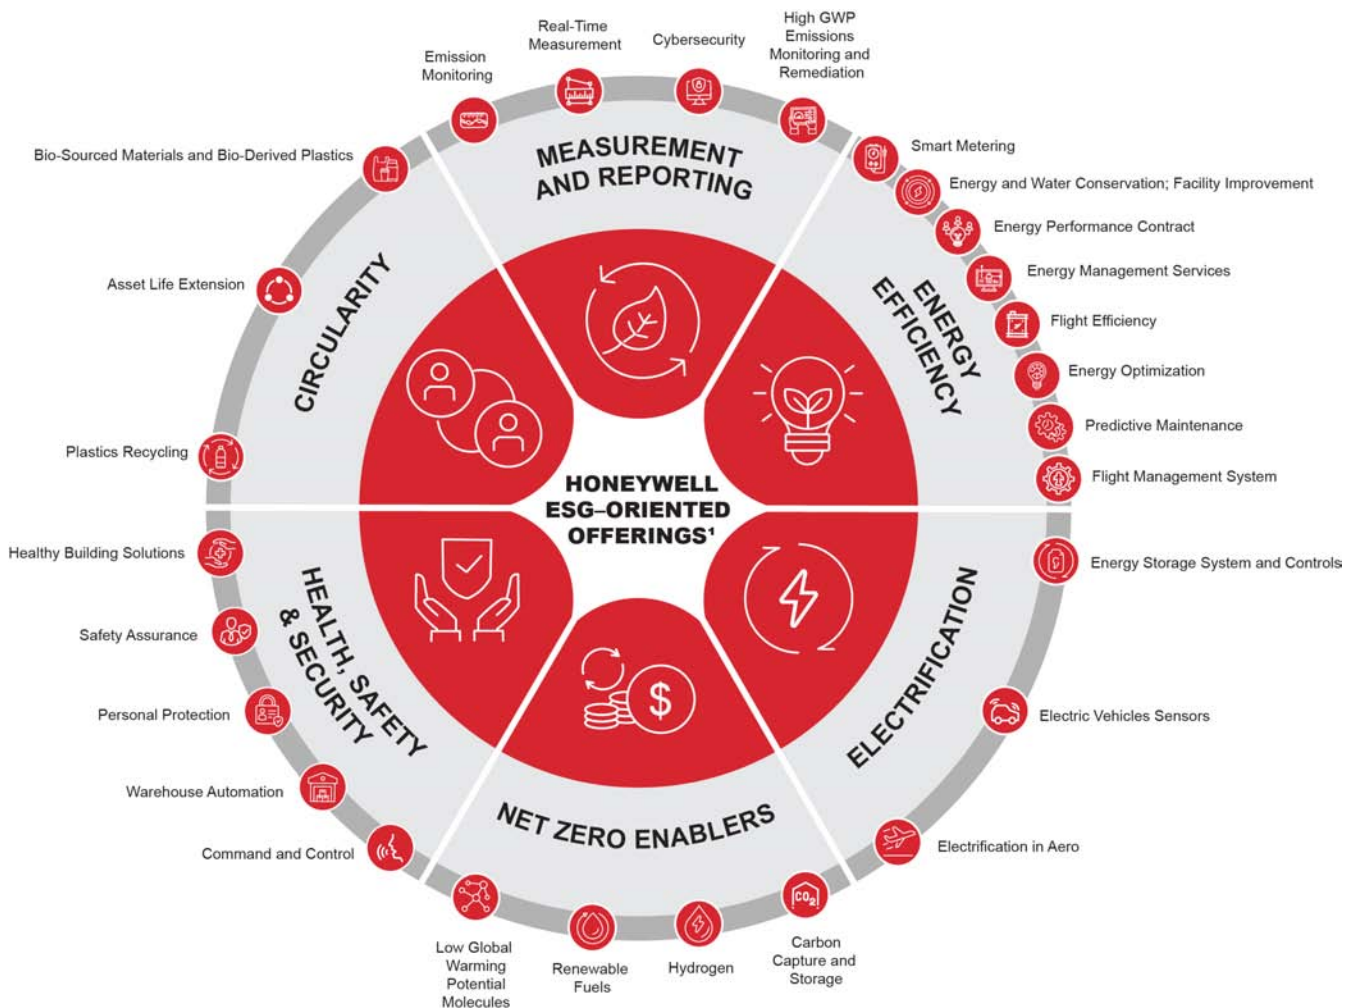 HONEYWELL
ESG–ORIENTED
OFFERINGS¹
MEASUREMENT
AND REPORTING
Emission
Monitoring
Real-Time
Measurement
Cybersecurity
High GWP
Emissions
Monitoring and
Remediation
ENERGY
EFFICIENCY
Smart Metering
Energy and Water Conservation; Facility Improvement
Energy Performance Contract
Energy Management Services
Flight Efficiency
Energy Optimization
Predictive Maintenance
Flight Management System
ELECTRIFICATION
Energy Storage System and Controls
Electric Vehicles Sensors
Electrification in Aero
NET ZERO ENABLERS
$
CO2
Carbon
Capture and
Storage
Hydrogen
Renewable
Fuels
Low Global
Warming
Potential
Molecules
HEALTH, SAFETY
& SECURITY
Healthy Building Solutions
Safety Assurance
Personal Protection
Warehouse Automation
Command and Control
CIRCULARITY
Bio-Sourced Materials and Bio-Derived Plastics
Asset Life Extension
Plastics Recycling